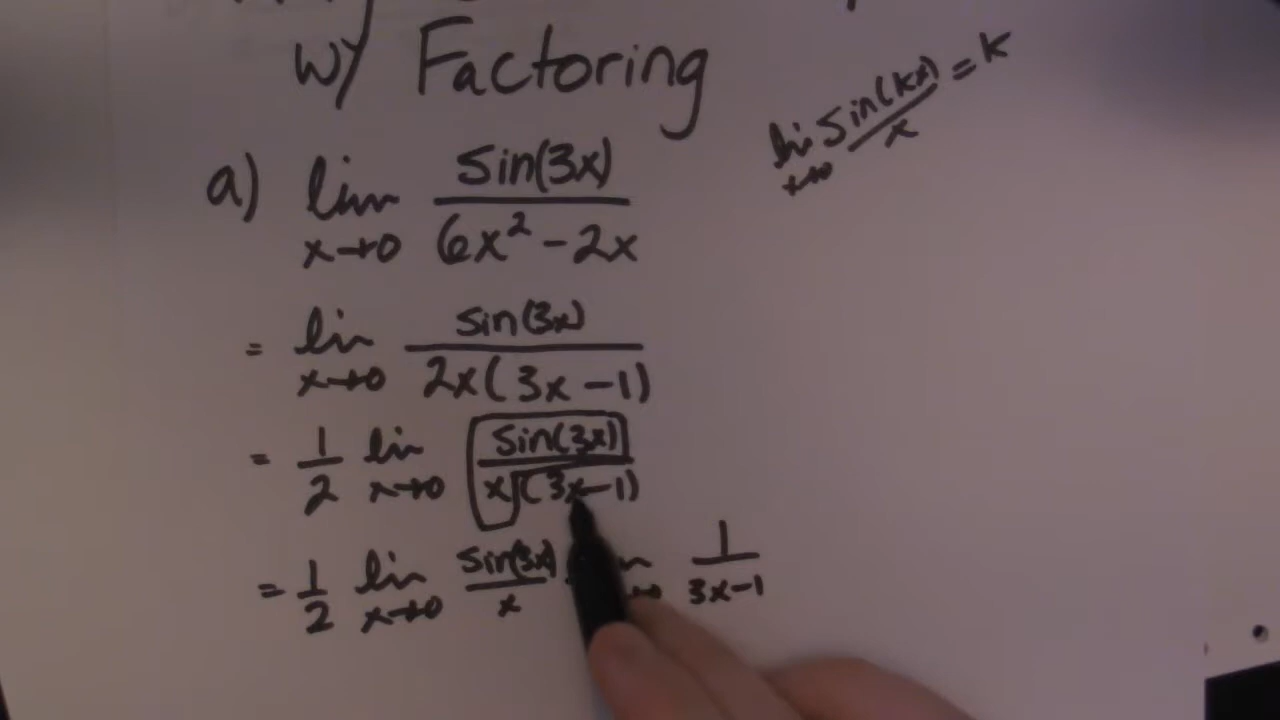 w/ Factoring
lim sin(kx)/x = k
x→0
a) lim sin(3x)/(6x² - 2x)
x→0
= lim sin(3x)/(2x(3x - 1))
x→0
= 1/2 lim sin(3x)/(x(3x - 1))
x→0
= 1/2 lim sin(3x)/x 1/(3x - 1)
x→0